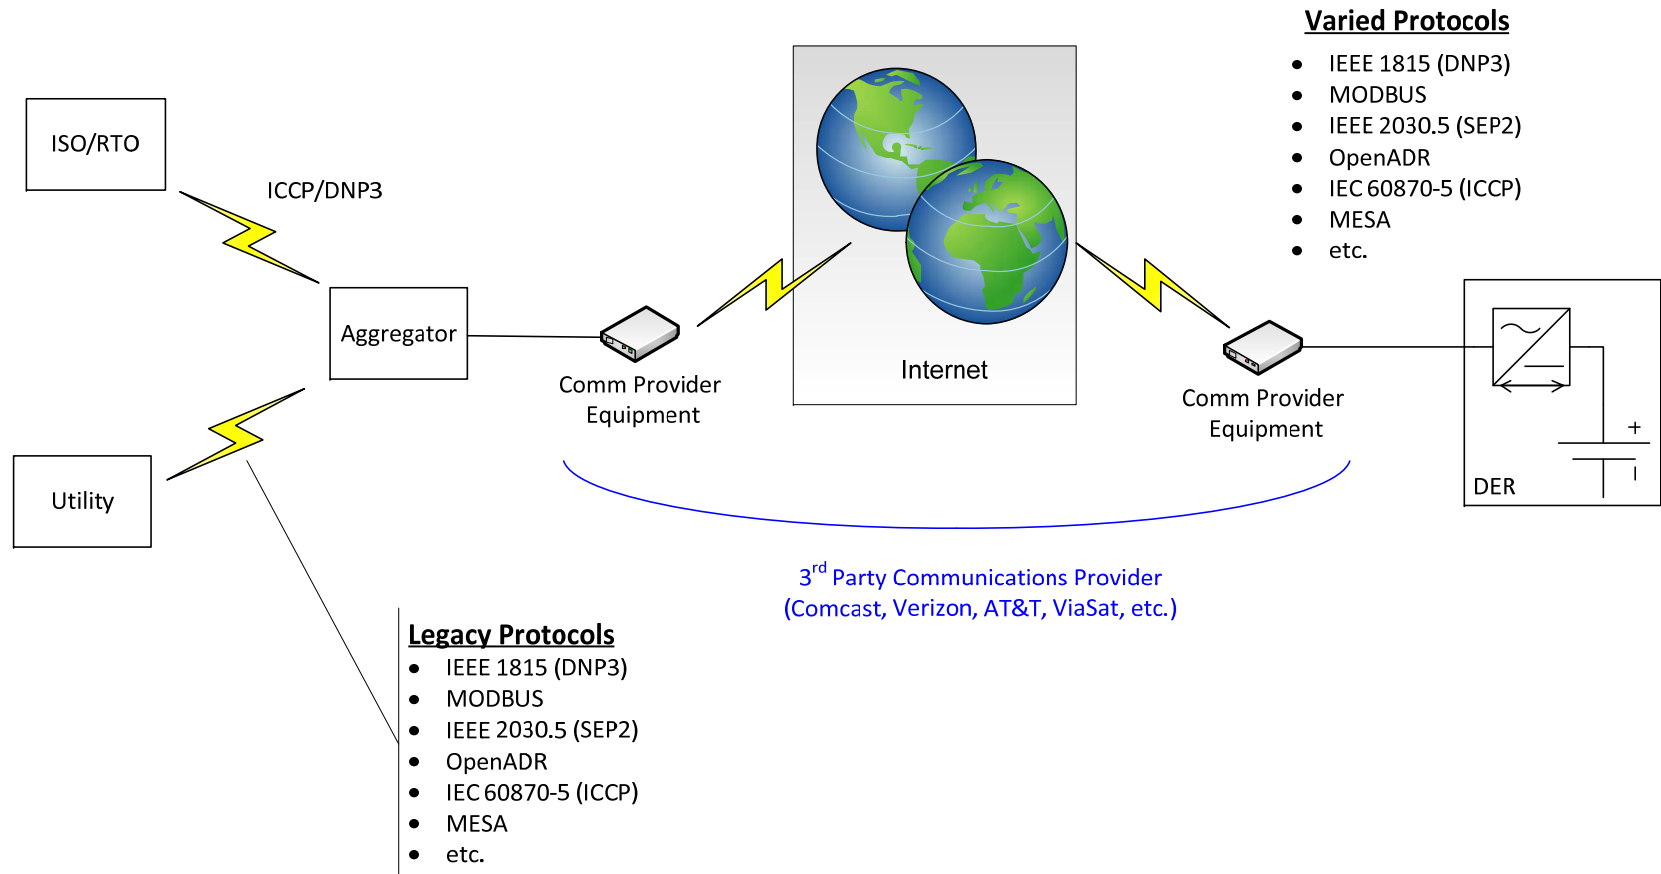 Varied Protocols
• IEEE 1815 (DNP3)
• MODBUS
• IEEE 2030.5 (SEP2)
• OpenADR
• IEC 60870-5 (ICCP)
• MESA
• etc.
ISO/RTO
ICCP/DNP3
Aggregator
Comm Provider
Equipment
Internet
Comm Provider
Equipment
+
DER
Utility
3rd Party Communications Provider
(Comcast, Verizon, AT&T, ViaSat, etc.)
Legacy Protocols
• IEEE 1815 (DNP3)
• MODBUS
• IEEE 2030.5 (SEP2)
• OpenADR
• IEC 60870-5 (ICCP)
• MESA
• etc.